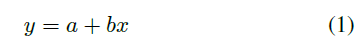 y = a + bx (1)